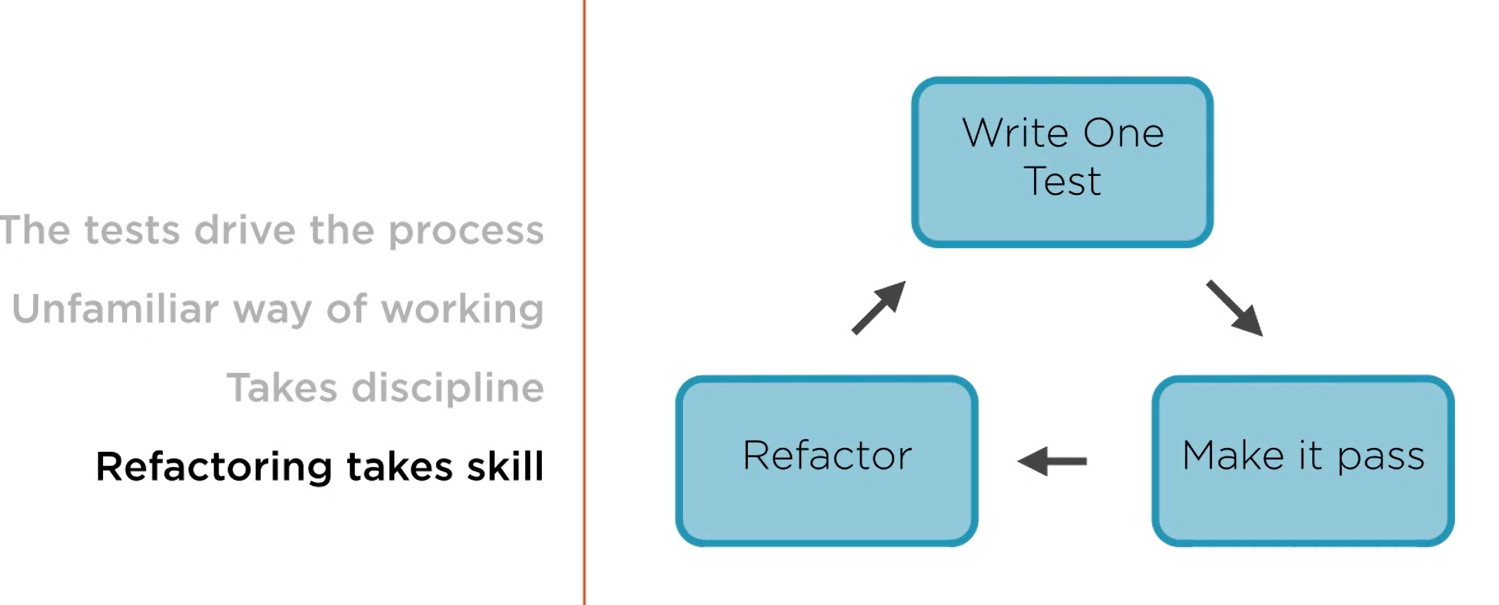 The tests drive the process
Unfamiliar way of working
Takes discipline
Refactoring takes skill
Write One
Test
Refactor
Make it pass